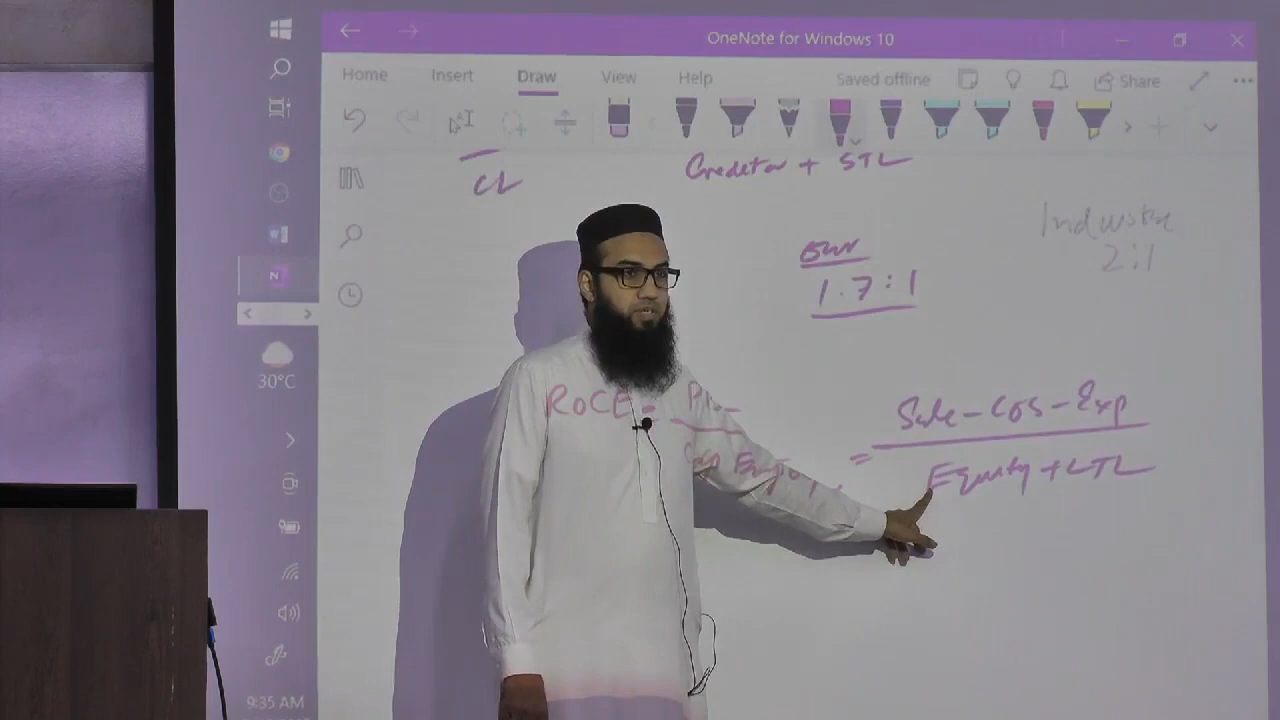 OneNote for Windows 10
Home Insert Draw View Help Saved offline Share
CL
Creditor + STL
Industry
2:1
Our
1.7:1
ROCE =
= Sale - COS - Exp
Equity + LTL
30°C
9:35 AM